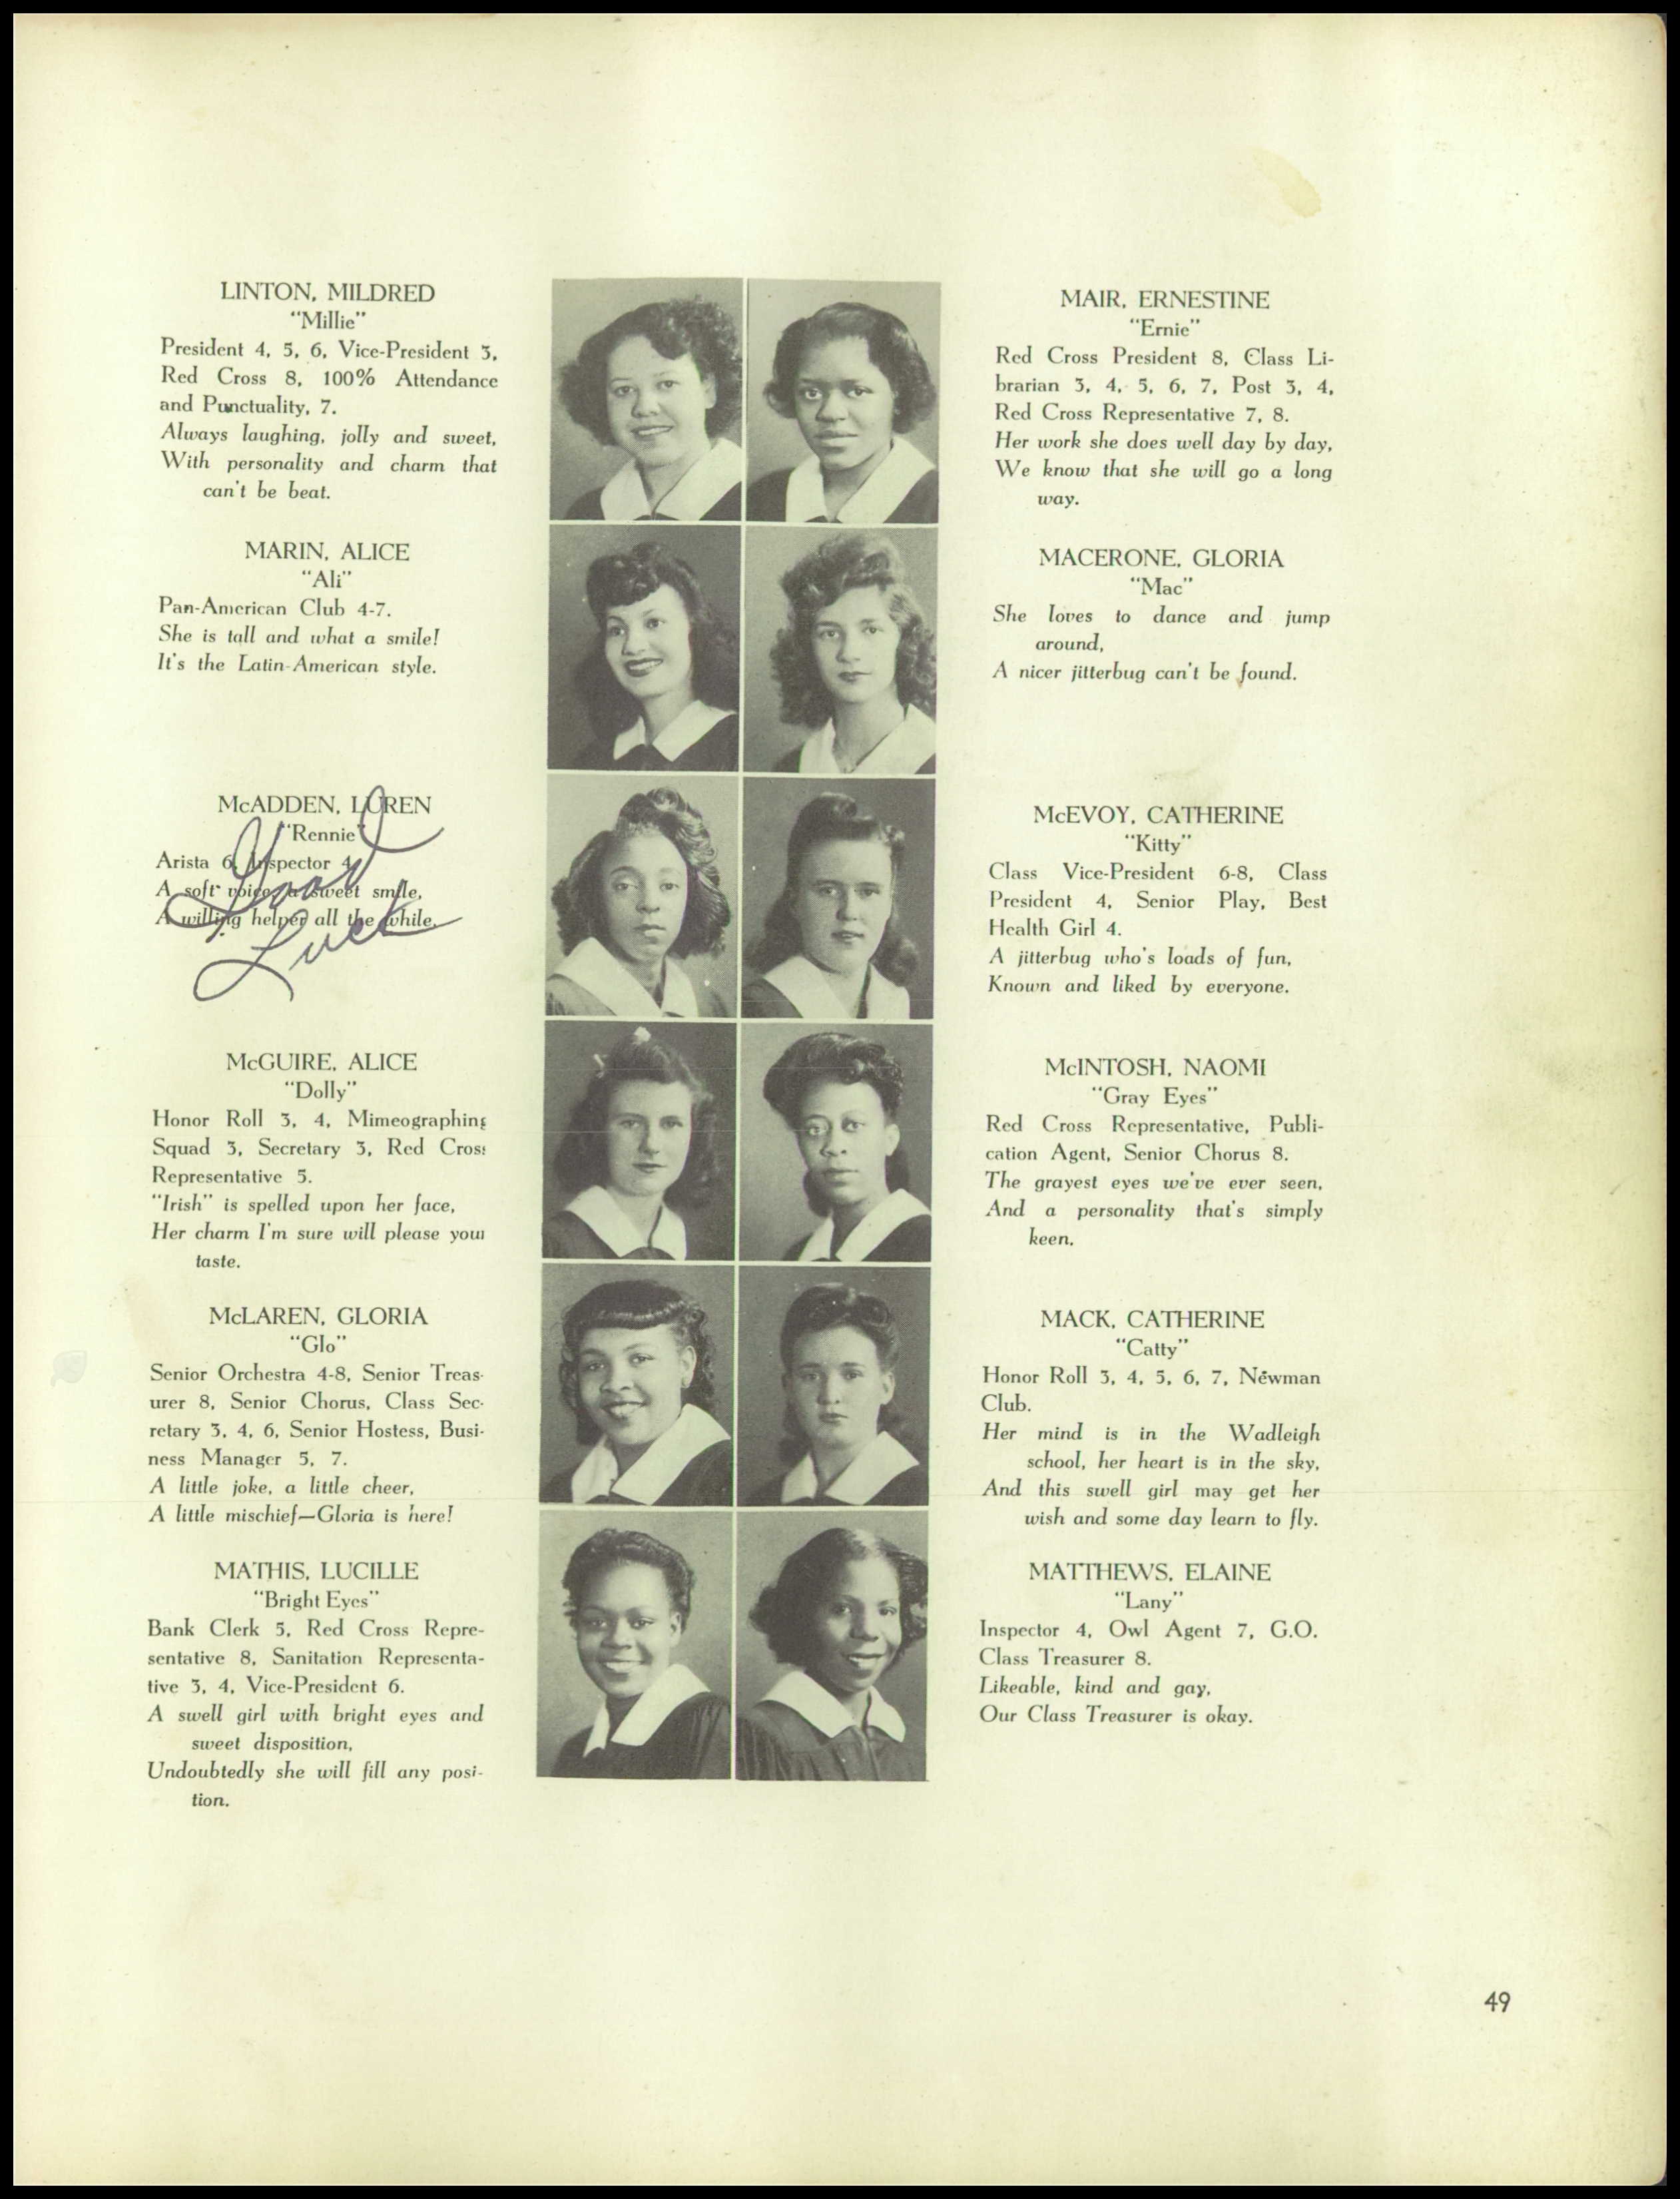 LINTON, MILDRED
"Millie"
President 4, 5, 6, Vice-President 3,
Red Cross 8, 100% Attendance
and Punctuality, 7.
Always laughing, jolly and sweet,
With personality and charm that
can't be beat.
MARIN, ALICE
"Ali"
Pan-American Club 4-7.
She is tall and what a smile!
It's the Latin-American style.
McADDEN, LUREN
"Rennie"
Arista 6, Inspector 4.
A soft voice, a sweet smile,
A willing helper all the while.
Good
Luck
McGUIRE, ALICE
"Dolly"
Honor Roll 3, 4, Mimeographing
Squad 3, Secretary 3, Red Cross
Representative 5.
"Irish" is spelled upon her face,
Her charm I'm sure will please your
taste.
McLAREN, GLORIA
"Glo"
Senior Orchestra 4-8, Senior Treas-
urer 8, Senior Chorus, Class Sec-
retary 3, 4, 6, Senior Hostess, Busi-
ness Manager 5, 7.
A little joke, a little cheer,
A little mischief—Gloria is here!
MATHIS, LUCILLE
"Bright Eyes"
Bank Clerk 5, Red Cross Repre-
sentative 8, Sanitation Representa-
tive 3, 4, Vice-President 6.
A swell girl with bright eyes and
sweet disposition,
Undoubtedly she will fill any posi-
tion.
MAIR, ERNESTINE
"Ernie"
Red Cross President 8, Class Li-
brarian 3, 4, 5, 6, 7, Post 3, 4,
Red Cross Representative 7, 8.
Her work she does well day by day,
We know that she will go a long
way.
MACERONE, GLORIA
"Mac"
She loves to dance and jump
around,
A nicer jitterbug can't be found.
McEVOY, CATHERINE
"Kitty"
Class Vice-President 6-8, Class
President 4, Senior Play, Best
Health Girl 4.
A jitterbug who's loads of fun,
Known and liked by everyone.
McINTOSH, NAOMI
"Gray Eyes"
Red Cross Representative, Publi-
cation Agent, Senior Chorus 8.
The grayest eyes we've ever seen,
And a personality that's simply
keen.
MACK, CATHERINE
"Catty"
Honor Roll 3, 4, 5, 6, 7, Newman
Club.
Her mind is in the Wadleigh
school, her heart is in the sky,
And this swell girl may get her
wish and some day learn to fly.
MATTHEWS, ELAINE
"Lany"
Inspector 4, Owl Agent 7, G.O.
Class Treasurer 8.
Likeable, kind and gay,
Our Class Treasurer is okay.
49